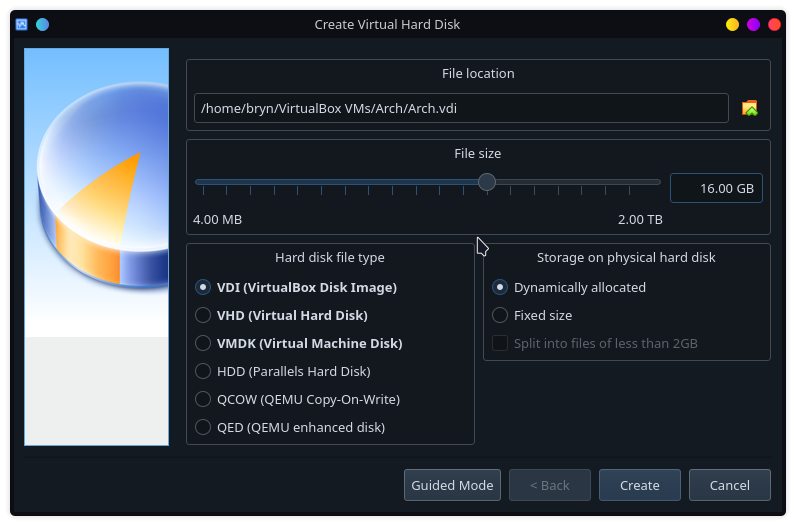 Create Virtual Hard Disk
File location
/home/bryn/VirtualBox VMs/Arch/Arch.vdi
File size
16.00 GB
4.00 MB
2.00 TB
Hard disk file type
VDI (VirtualBox Disk Image)
VHD (Virtual Hard Disk)
VMDK (Virtual Machine Disk)
HDD (Parallels Hard Disk)
QCOW (QEMU Copy-On-Write)
QED (QEMU enhanced disk)
Storage on physical hard disk
Dynamically allocated
Fixed size
Split into files of less than 2GB
Guided Mode
< Back
Create
Cancel